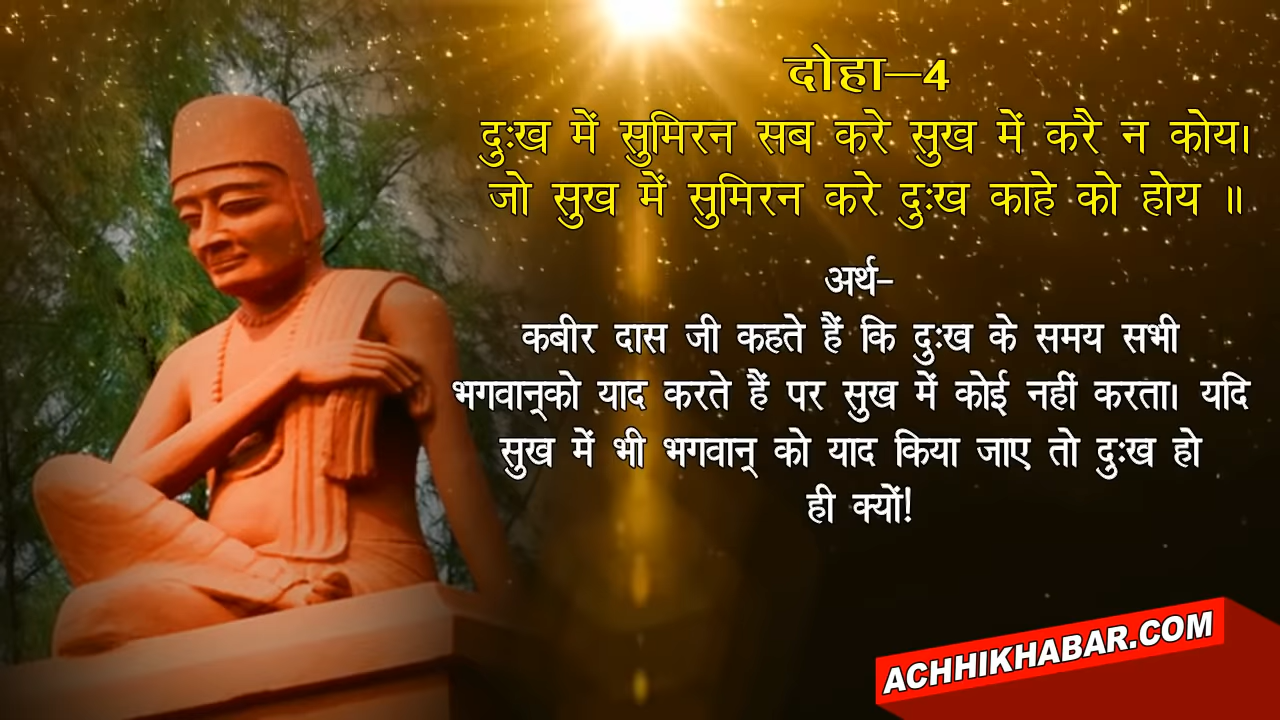 दोहा–4
दुःख में सुमिरन सब करे सुख में करै न कोय।
जो सुख में सुमिरन करे दुःख काहे को होय ॥
अर्थ-
कबीर दास जी कहते हैं कि दुःख के समय सभी
भगवान्को याद करते हैं पर सुख में कोई नहीं करता। यदि
सुख में भी भगवान् को याद किया जाए तो दुःख हो
ही क्यों!
ACHHIKHABAR.COM